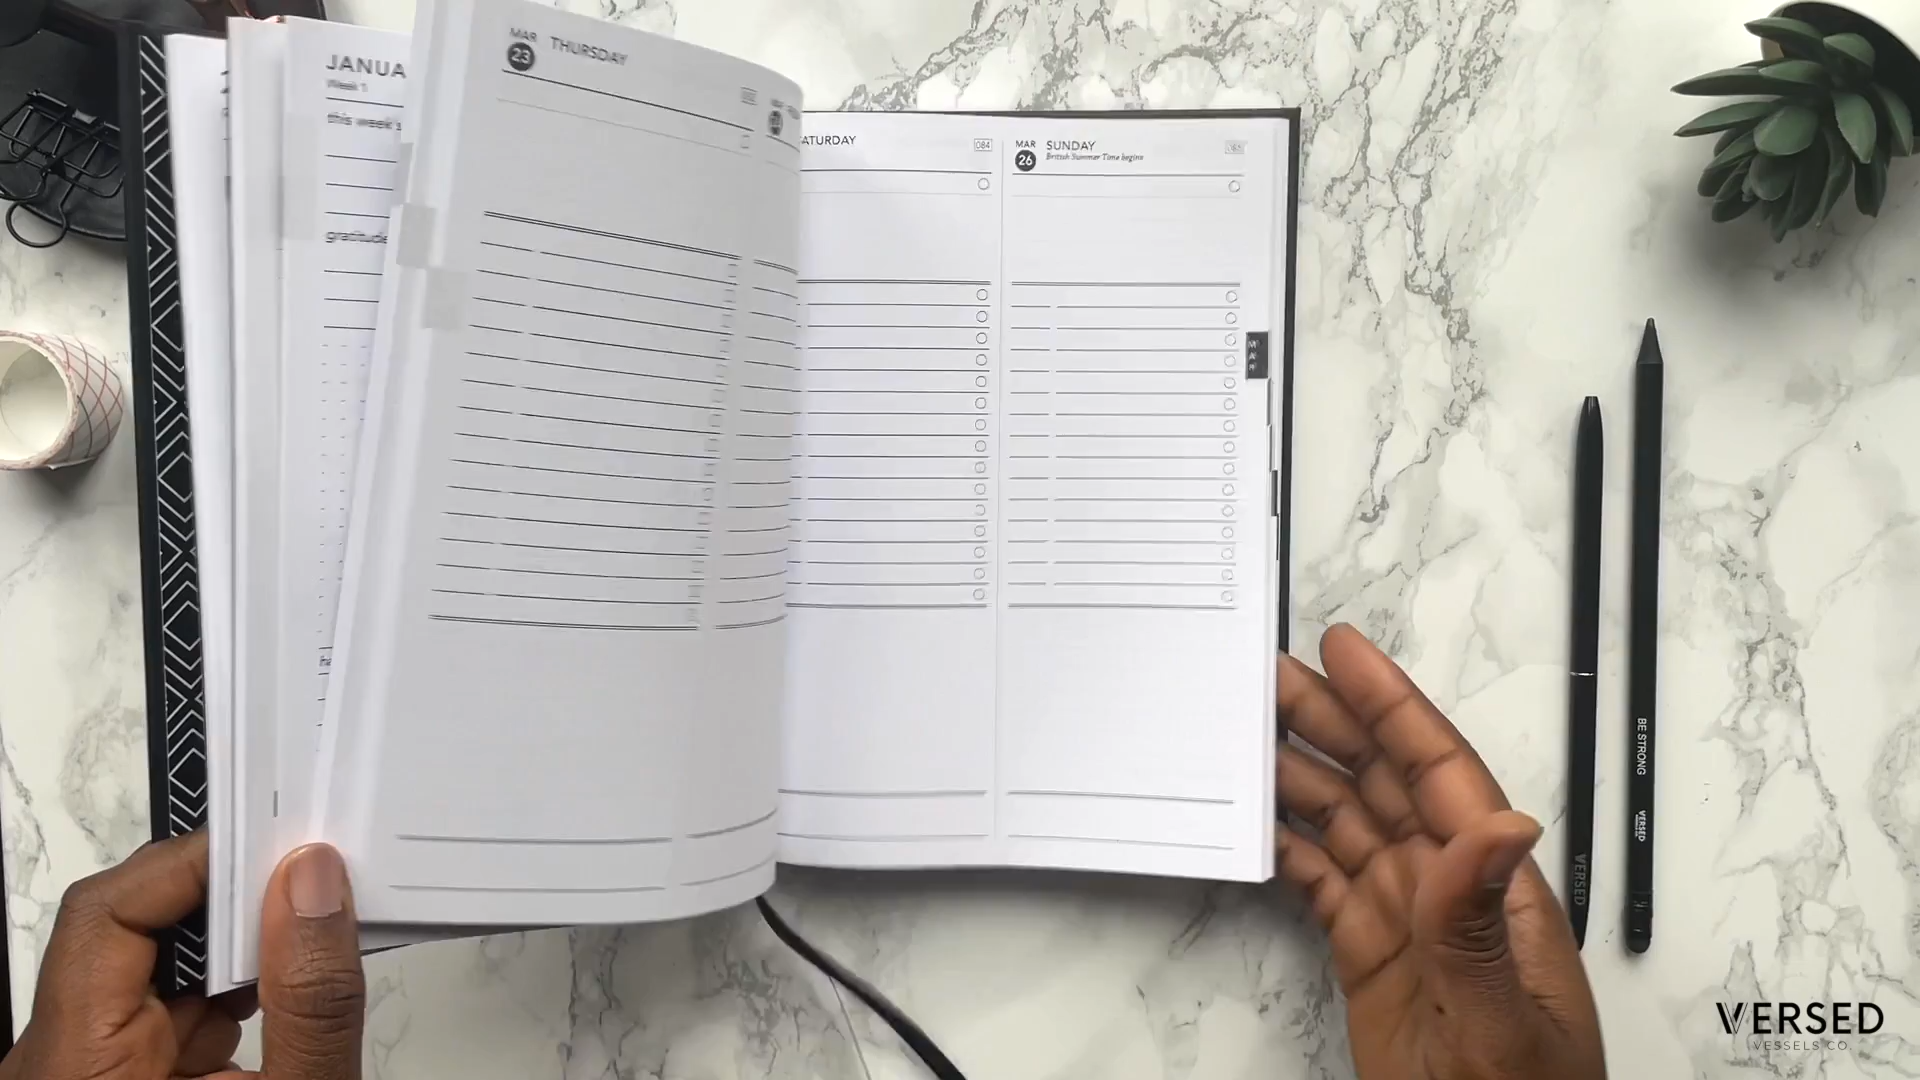 JANUA
Week 1
this week's
gratitude
MAR
23
THURSDAY
SATURDAY
084
MAR
26
SUNDAY
British Summer Time begins
085
MAR
BE STRONG
VERSED
VERSED
VERSED
VESSELS CO.